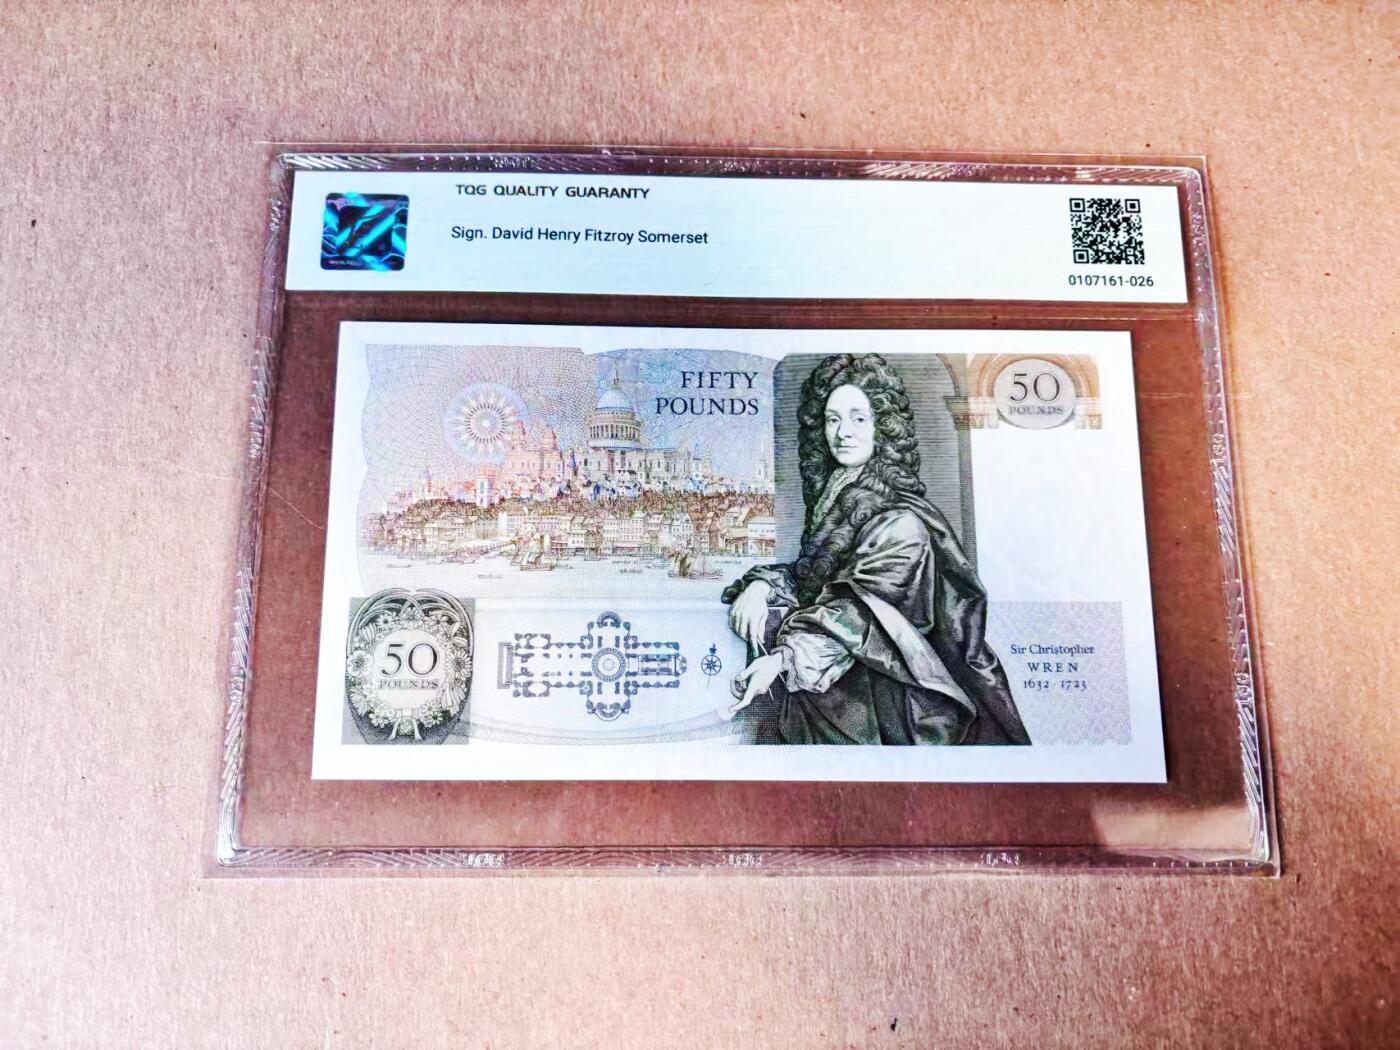 TQG QUALITY GUARANTY
Sign. David Henry Fitzroy Somerset
0107161-026
FIFTY
POUNDS
50
POUNDS
50
POUNDS
Sir Christopher
WREN
1632 · 1723